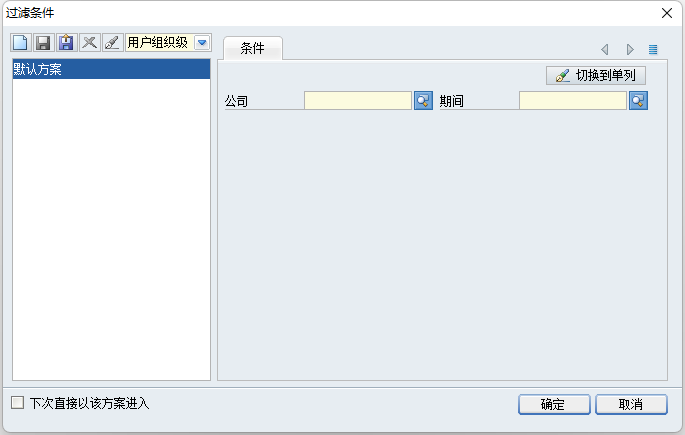 过滤条件
用户组织级
条件
默认方案
切换到单列
公司
期间
下次直接以该方案进入
确定
取消